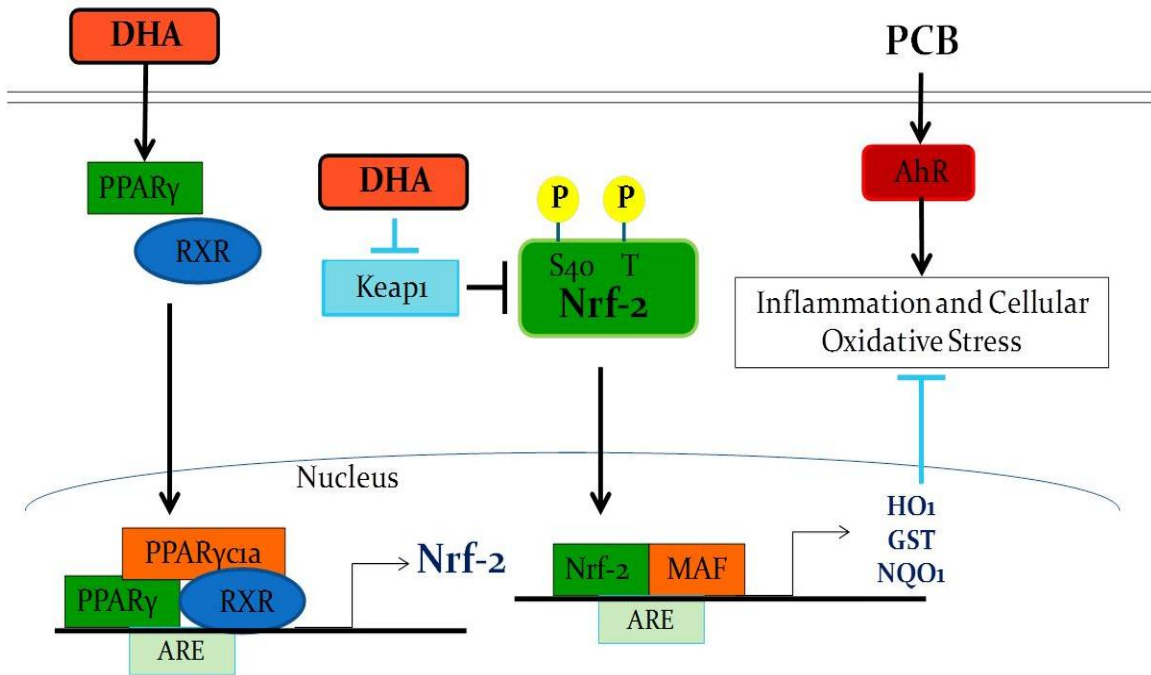 DHA
PCB
PPARγ
RXR
DHA
Keap1
P
P
S40
T
Nrf-2
AhR
Inflammation and Cellular
Oxidative Stress
Nucleus
PPARγc1a
PPARγ
RXR
ARE
Nrf-2
Nrf-2
MAF
ARE
HO1
GST
NQO1